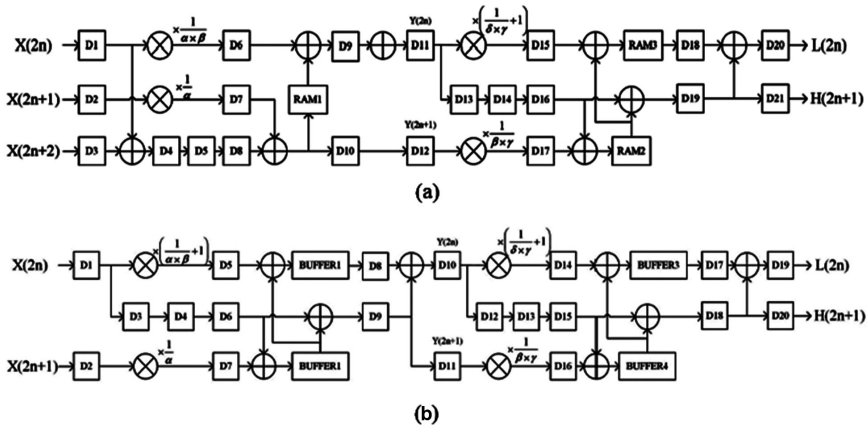 X(2n) D1 ×1/(α×β) D6 D9 Y(2n) D11 ×(1/(δ×γ)+1) D15 RAM3 D18 D20 L(2n)
X(2n+1) D2 ×1/α D7 RAM1 D13 D14 D16 D19 D21 H(2n+1)
X(2n+2) D3 D4 D5 D8 D10 Y(2n+1) D12 ×1/(β×γ) D17 RAM2
(a)
X(2n) D1 ×(1/(α×β)+1) D5 BUFFER1 D8 Y(2n) D10 ×(1/(δ×γ)+1) D14 BUFFER3 D17 D19 L(2n)
D3 D4 D6 D9 D12 D13 D15 D18 D20 H(2n+1)
X(2n+1) D2 ×1/α D7 BUFFER1 Y(2n+1) D11 ×1/(β×γ) D16 BUFFER4
(b)